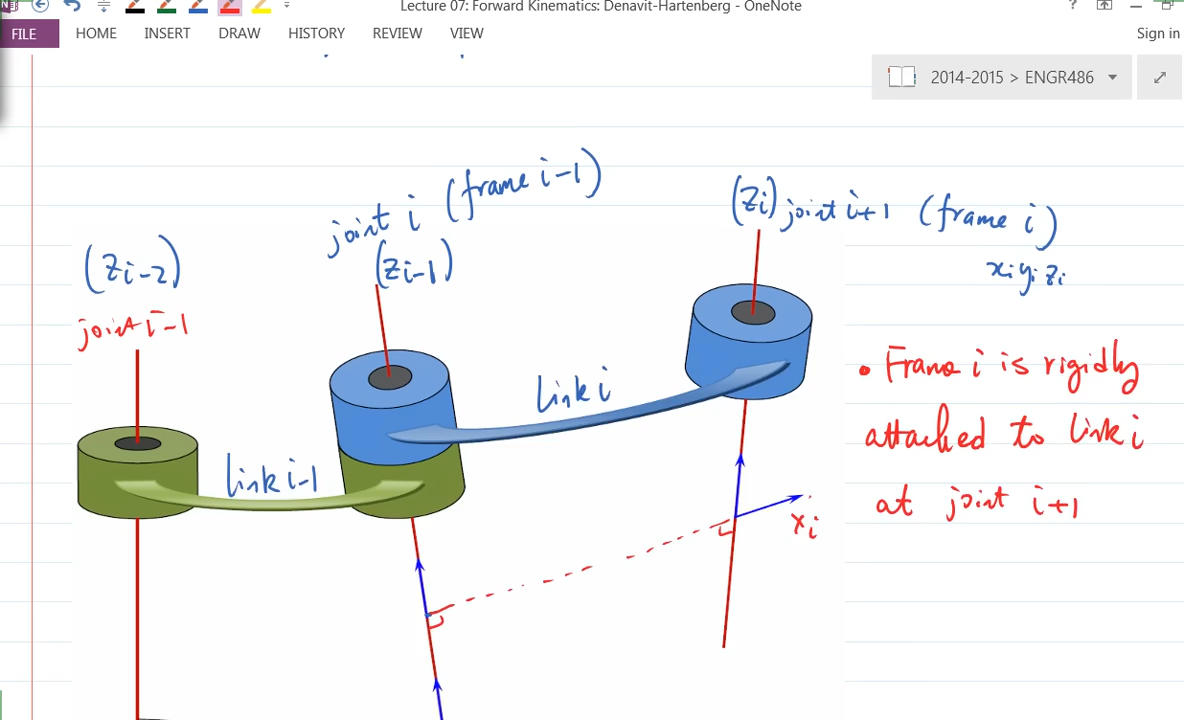 Lecture 07: Forward Kinematics: Denavit-Hartenberg - OneNote
FILE HOME INSERT DRAW HISTORY REVIEW VIEW
Sign in
2014-2015 > ENGR486
joint i (frame i-1)
(Zi-1)
(Zi) joint i+1 (frame i)
xi yi zi
(Zi-2)
joint i-1
link i
link i-1
• Frame i is rigidly
attached to link i
at joint i+1
xi